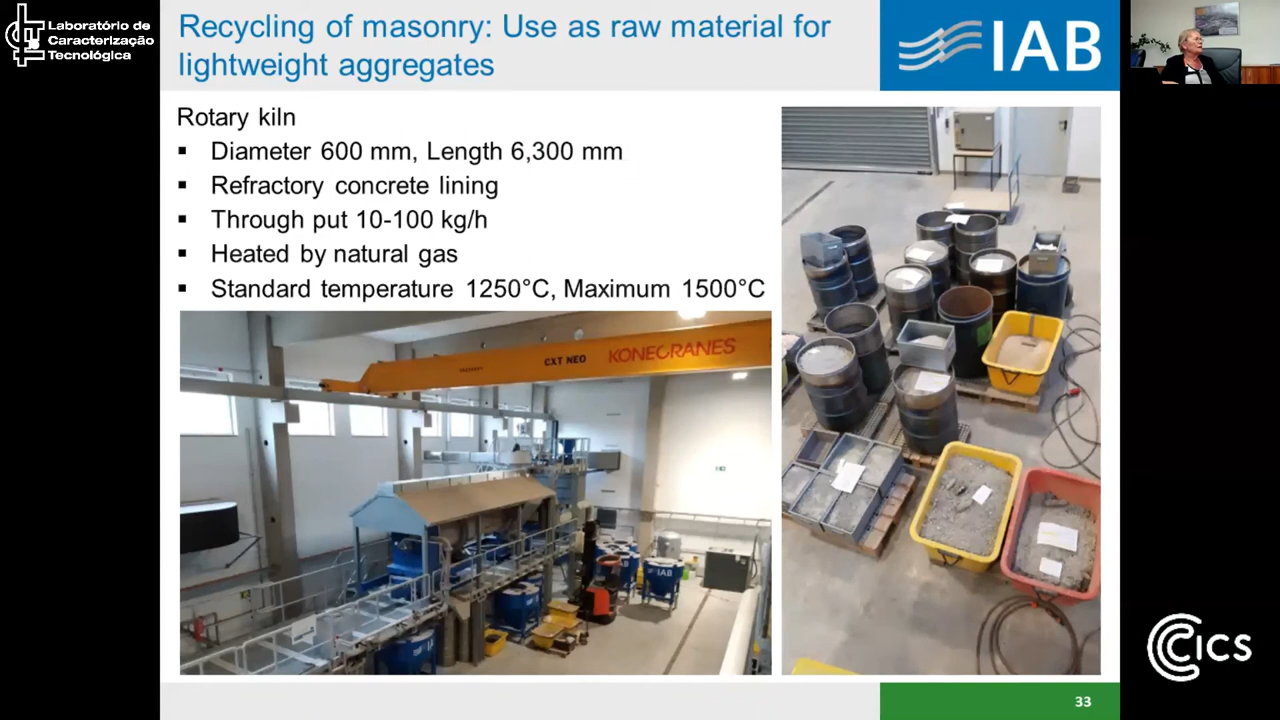 Laboratório de
Caracterização
Tecnológica
Recycling of masonry: Use as raw material for
lightweight aggregates
IAB
Rotary kiln
▪ Diameter 600 mm, Length 6,300 mm
▪ Refractory concrete lining
▪ Through put 10-100 kg/h
▪ Heated by natural gas
▪ Standard temperature 1250°C, Maximum 1500°C
CXT NEO
KONECRANES
IAB
33
CICS